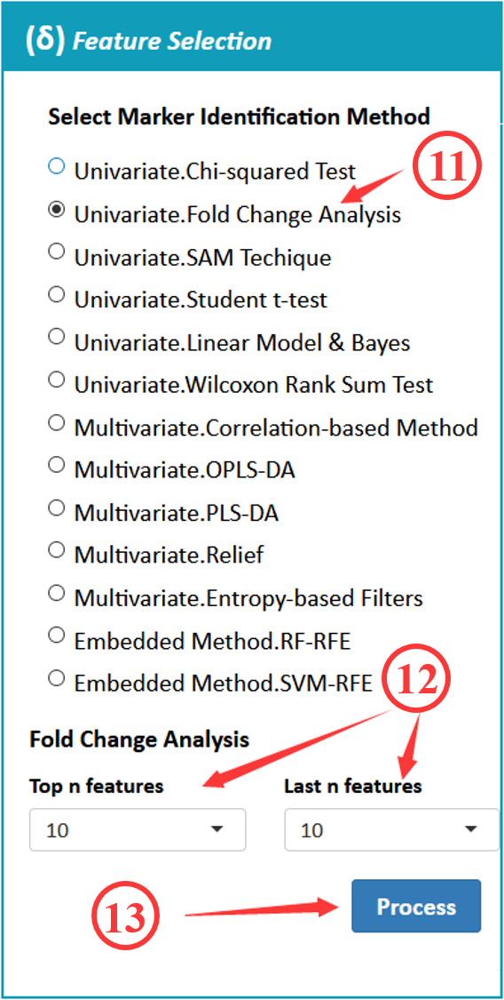 (δ) Feature Selection
Select Marker Identification Method
11
Univariate.Chi-squared Test
Univariate.Fold Change Analysis
Univariate.SAM Techique
Univariate.Student t-test
Univariate.Linear Model & Bayes
Univariate.Wilcoxon Rank Sum Test
Multivariate.Correlation-based Method
Multivariate.OPLS-DA
Multivariate.PLS-DA
Multivariate.Relief
Multivariate.Entropy-based Filters
Embedded Method.RF-RFE
Embedded Method.SVM-RFE
12
Fold Change Analysis
Top n features
Last n features
10
10
13
Process